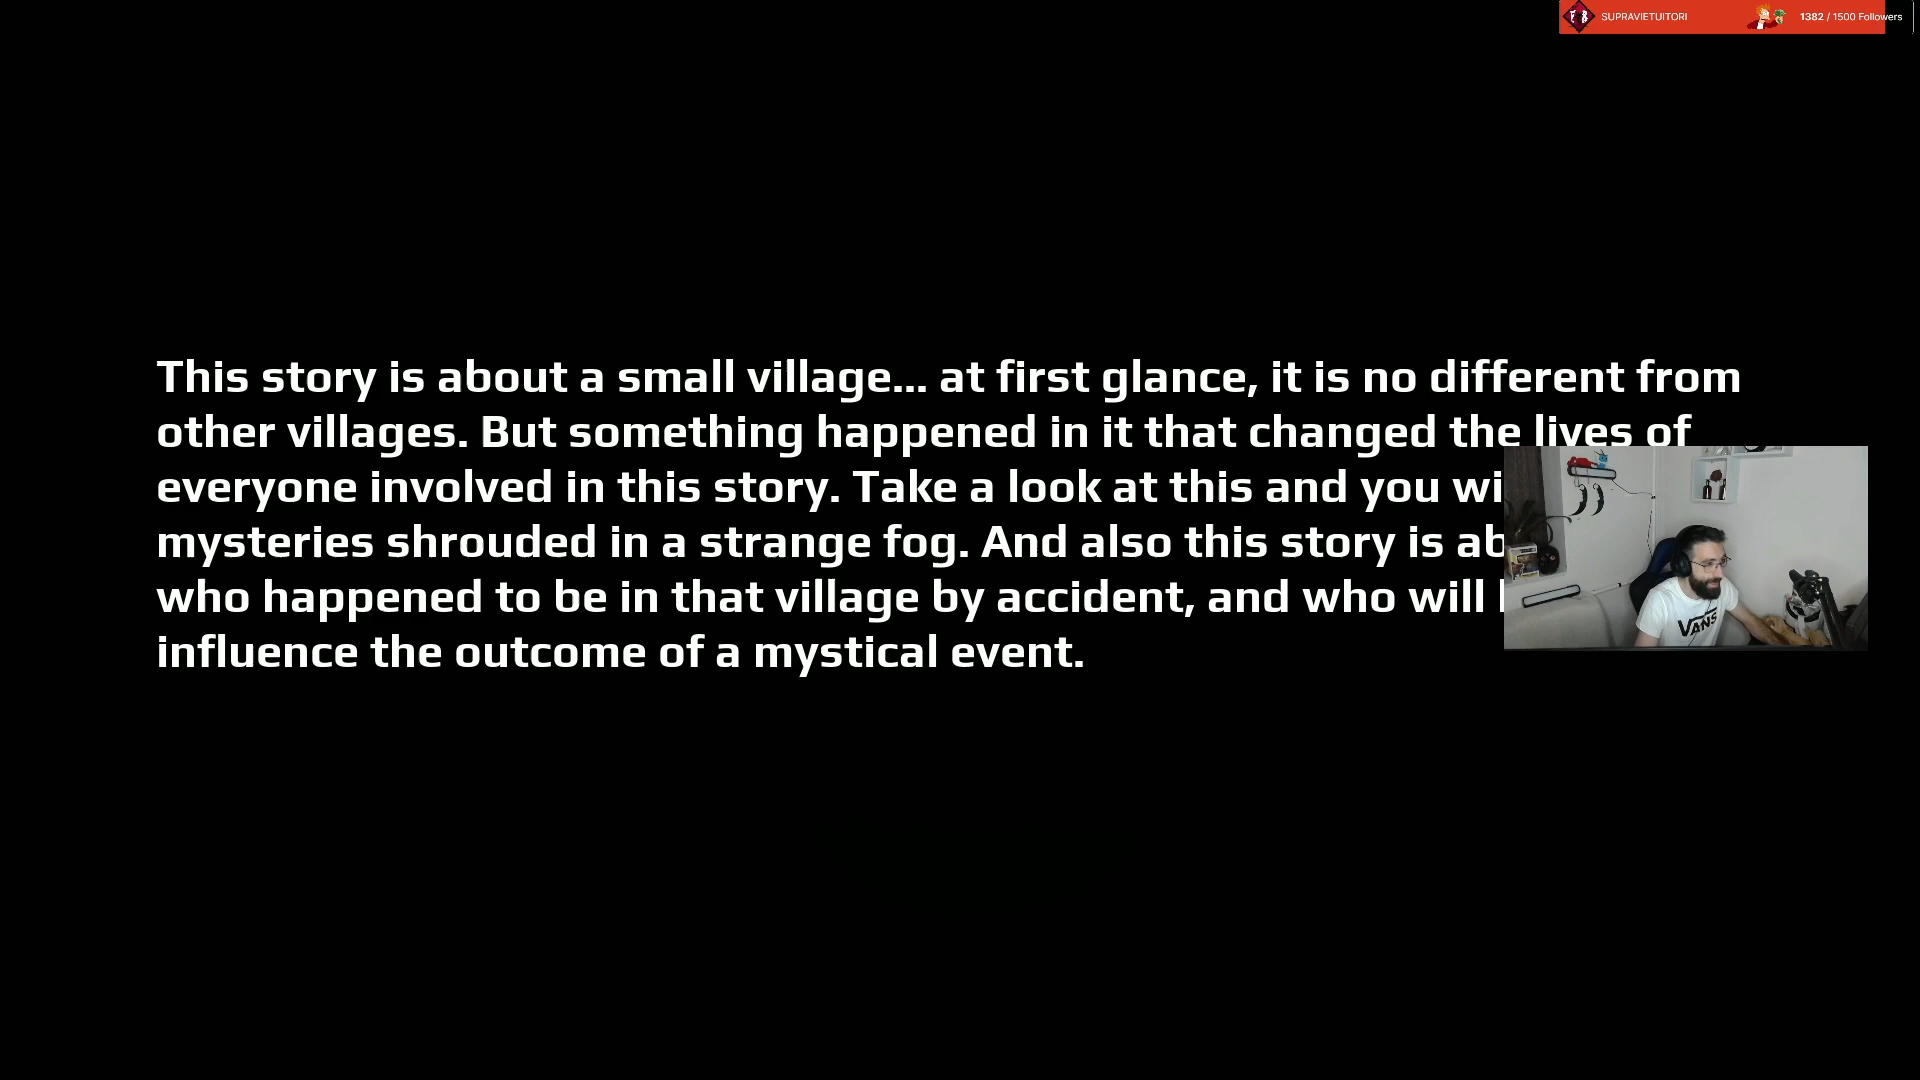 SUPRAVIETUITORI
1382 / 1500 Followers
This story is about a small village... at first glance, it is no different from
other villages. But something happened in it that changed the lives of
everyone involved in this story. Take a look at this and you
mysteries shrouded in a strange fog. And also this story is
who happened to be in that village by accident, and who will
influence the outcome of a mystical event.
VANS